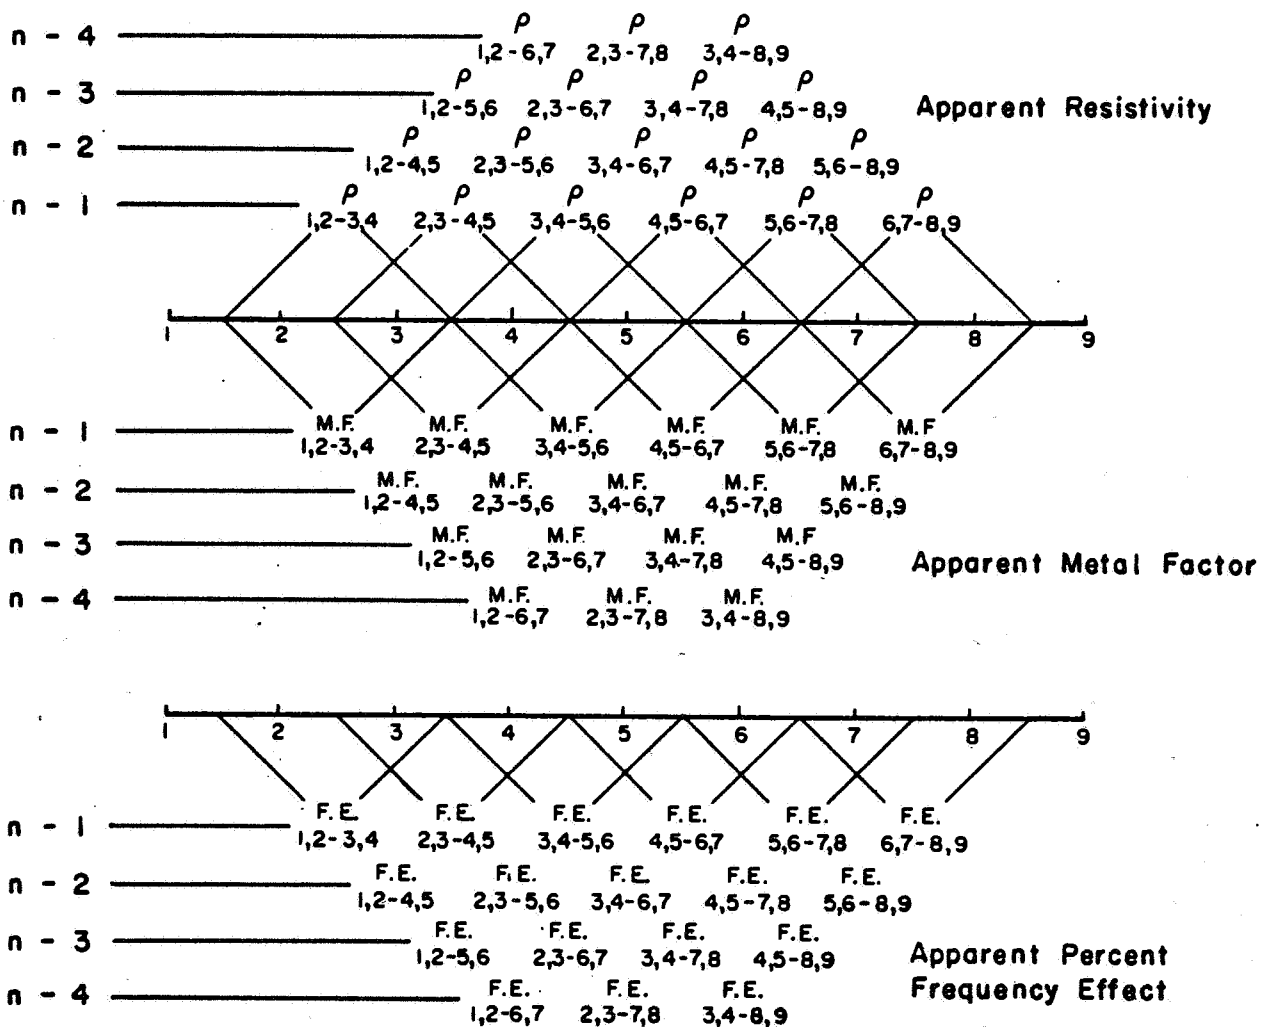 ρ ρ ρ
n - 4
1,2-6,7 2,3-7,8 3,4-8,9
ρ ρ ρ ρ
n - 3
1,2-5,6 2,3-6,7 3,4-7,8 4,5-8,9 Apparent Resistivity
ρ ρ ρ ρ ρ
n - 2
1,2-4,5 2,3-5,6 3,4-6,7 4,5-7,8 5,6-8,9
ρ ρ ρ ρ ρ ρ
n - 1
1,2-3,4 2,3-4,5 3,4-5,6 4,5-6,7 5,6-7,8 6,7-8,9
1 2 3 4 5 6 7 8 9
n - 1 M.F. M.F. M.F. M.F. M.F. M.F
1,2-3,4 2,3-4,5 3,4-5,6 4,5-6,7 5,6-7,8 6,7-8,9
n - 2 M.F. M.F. M.F. M.F. M.F.
1,2-4,5 2,3-5,6 3,4-6,7 4,5-7,8 5,6-8,9
n - 3 M.F. M.F. M.F. M.F
1,2-5,6 2,3-6,7 3,4-7,8 4,5-8,9 Apparent Metal Factor
n - 4 M.F. M.F. M.F.
1,2-6,7 2,3-7,8 3,4-8,9
1 2 3 4 5 6 7 8 9
n - 1 F.E. F.E. F.E. F.E. F.E. F.E.
1,2-3,4 2,3-4,5 3,4-5,6 4,5-6,7 5,6-7,8 6,7-8,9
n - 2 F.E. F.E. F.E. F.E. F.E.
1,2-4,5 2,3-5,6 3,4-6,7 4,5-7,8 5,6-8,9
n - 3 F.E. F.E. F.E. F.E.
1,2-5,6 2,3-6,7 3,4-7,8 4,5-8,9 Apparent Percent
n - 4 F.E. F.E. F.E. Frequency Effect
1,2-6,7 2,3-7,8 3,4-8,9